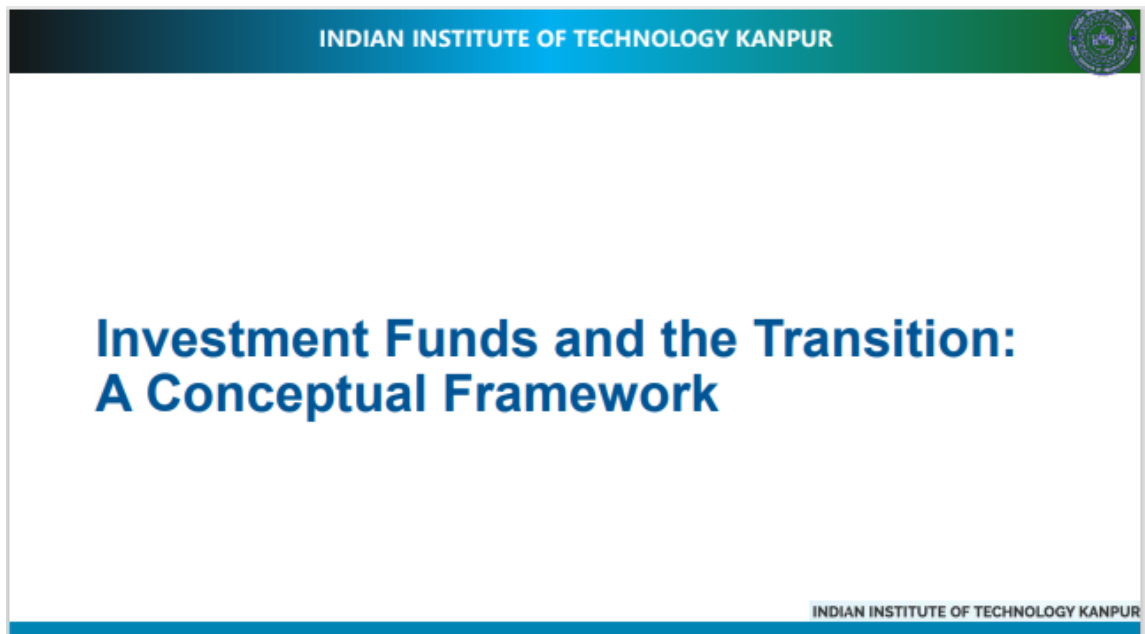 INDIAN INSTITUTE OF TECHNOLOGY KANPUR
Investment Funds and the Transition:
A Conceptual Framework
INDIAN INSTITUTE OF TECHNOLOGY KANPUR